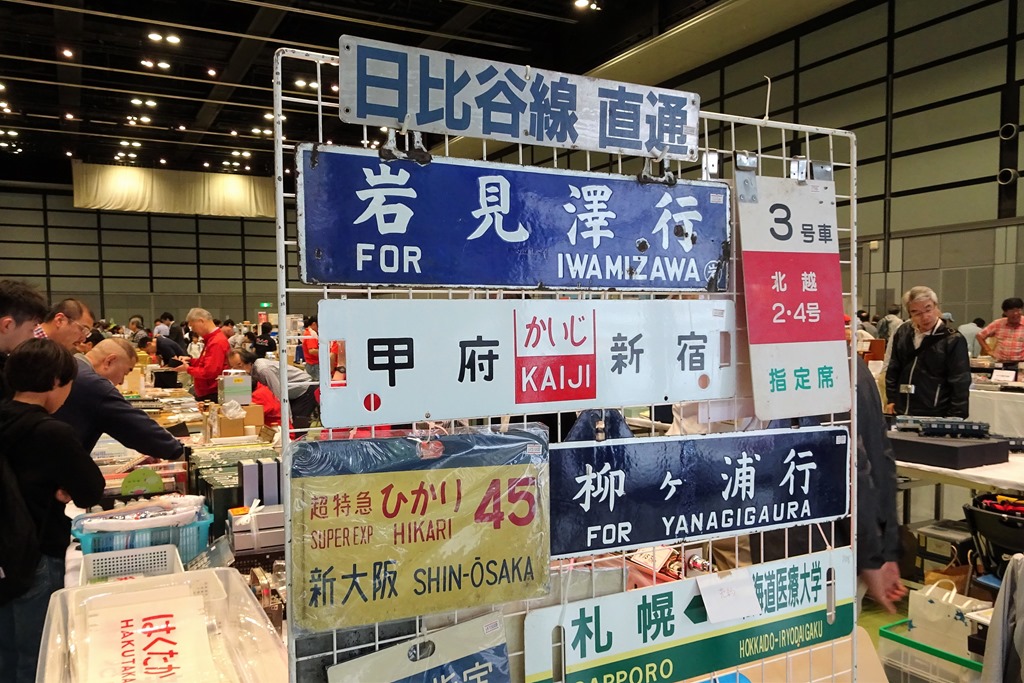 日比谷線 直通
岩見澤行
FOR IWAMIZAWA
3号車
北越
2・4号
指定席
甲府 かいじ 新宿
KAIJI
超特急 ひかり 45
SUPER EXP HIKARI
新大阪 SHIN-ŌSAKA
柳ヶ浦行
FOR YANAGIGAURA
札幌 海道医療大学
SAPPORO HOKKAIDO-IRYODAIGAKU
はくたか
HAKUTAKA
指定